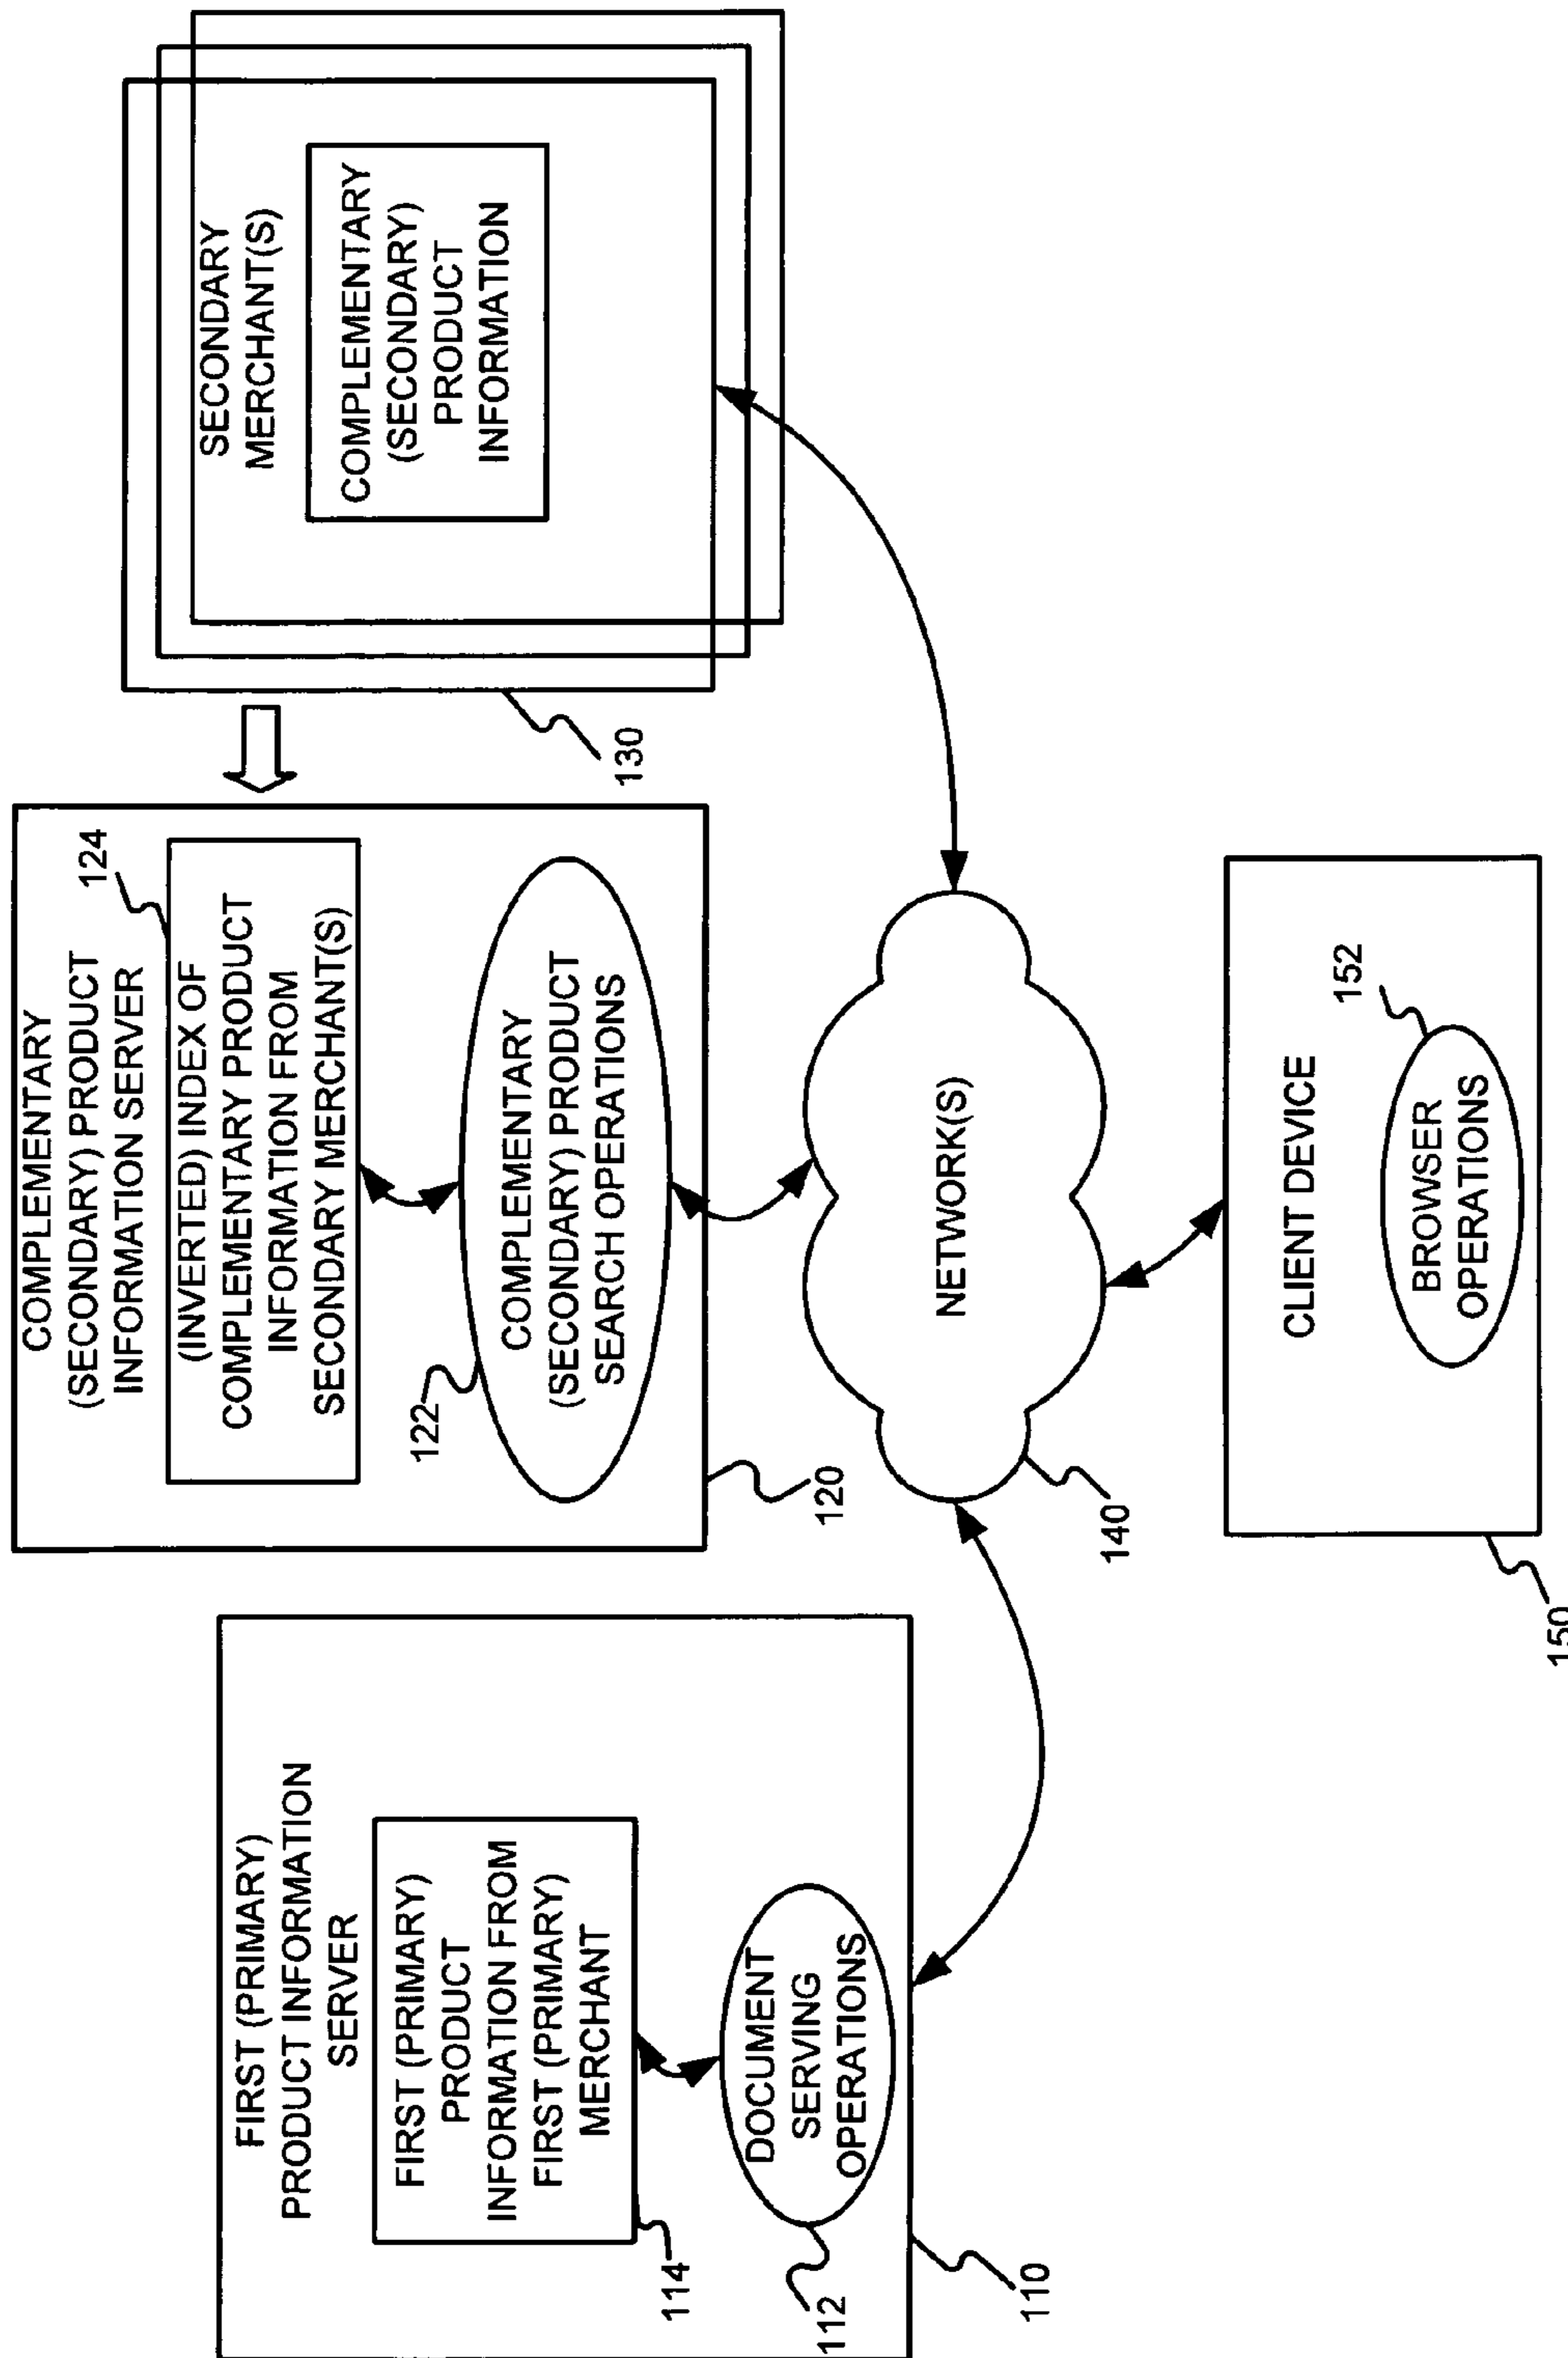 FIRST (PRIMARY)
PRODUCT INFORMATION
SERVER
FIRST (PRIMARY)
PRODUCT
INFORMATION FROM
FIRST (PRIMARY)
MERCHANT
114
DOCUMENT
SERVING
OPERATIONS
112
110
COMPLEMENTARY
(SECONDARY) PRODUCT
INFORMATION SERVER
124
(INVERTED) INDEX OF
COMPLEMENTARY PRODUCT
INFORMATION FROM
SECONDARY MERCHANT(S)
122
COMPLEMENTARY
(SECONDARY) PRODUCT
SEARCH OPERATIONS
120
SECONDARY
MERCHANT(S)
COMPLEMENTARY
(SECONDARY)
PRODUCT
INFORMATION
130
NETWORK(S)
140
CLIENT DEVICE
152
BROWSER
OPERATIONS
150